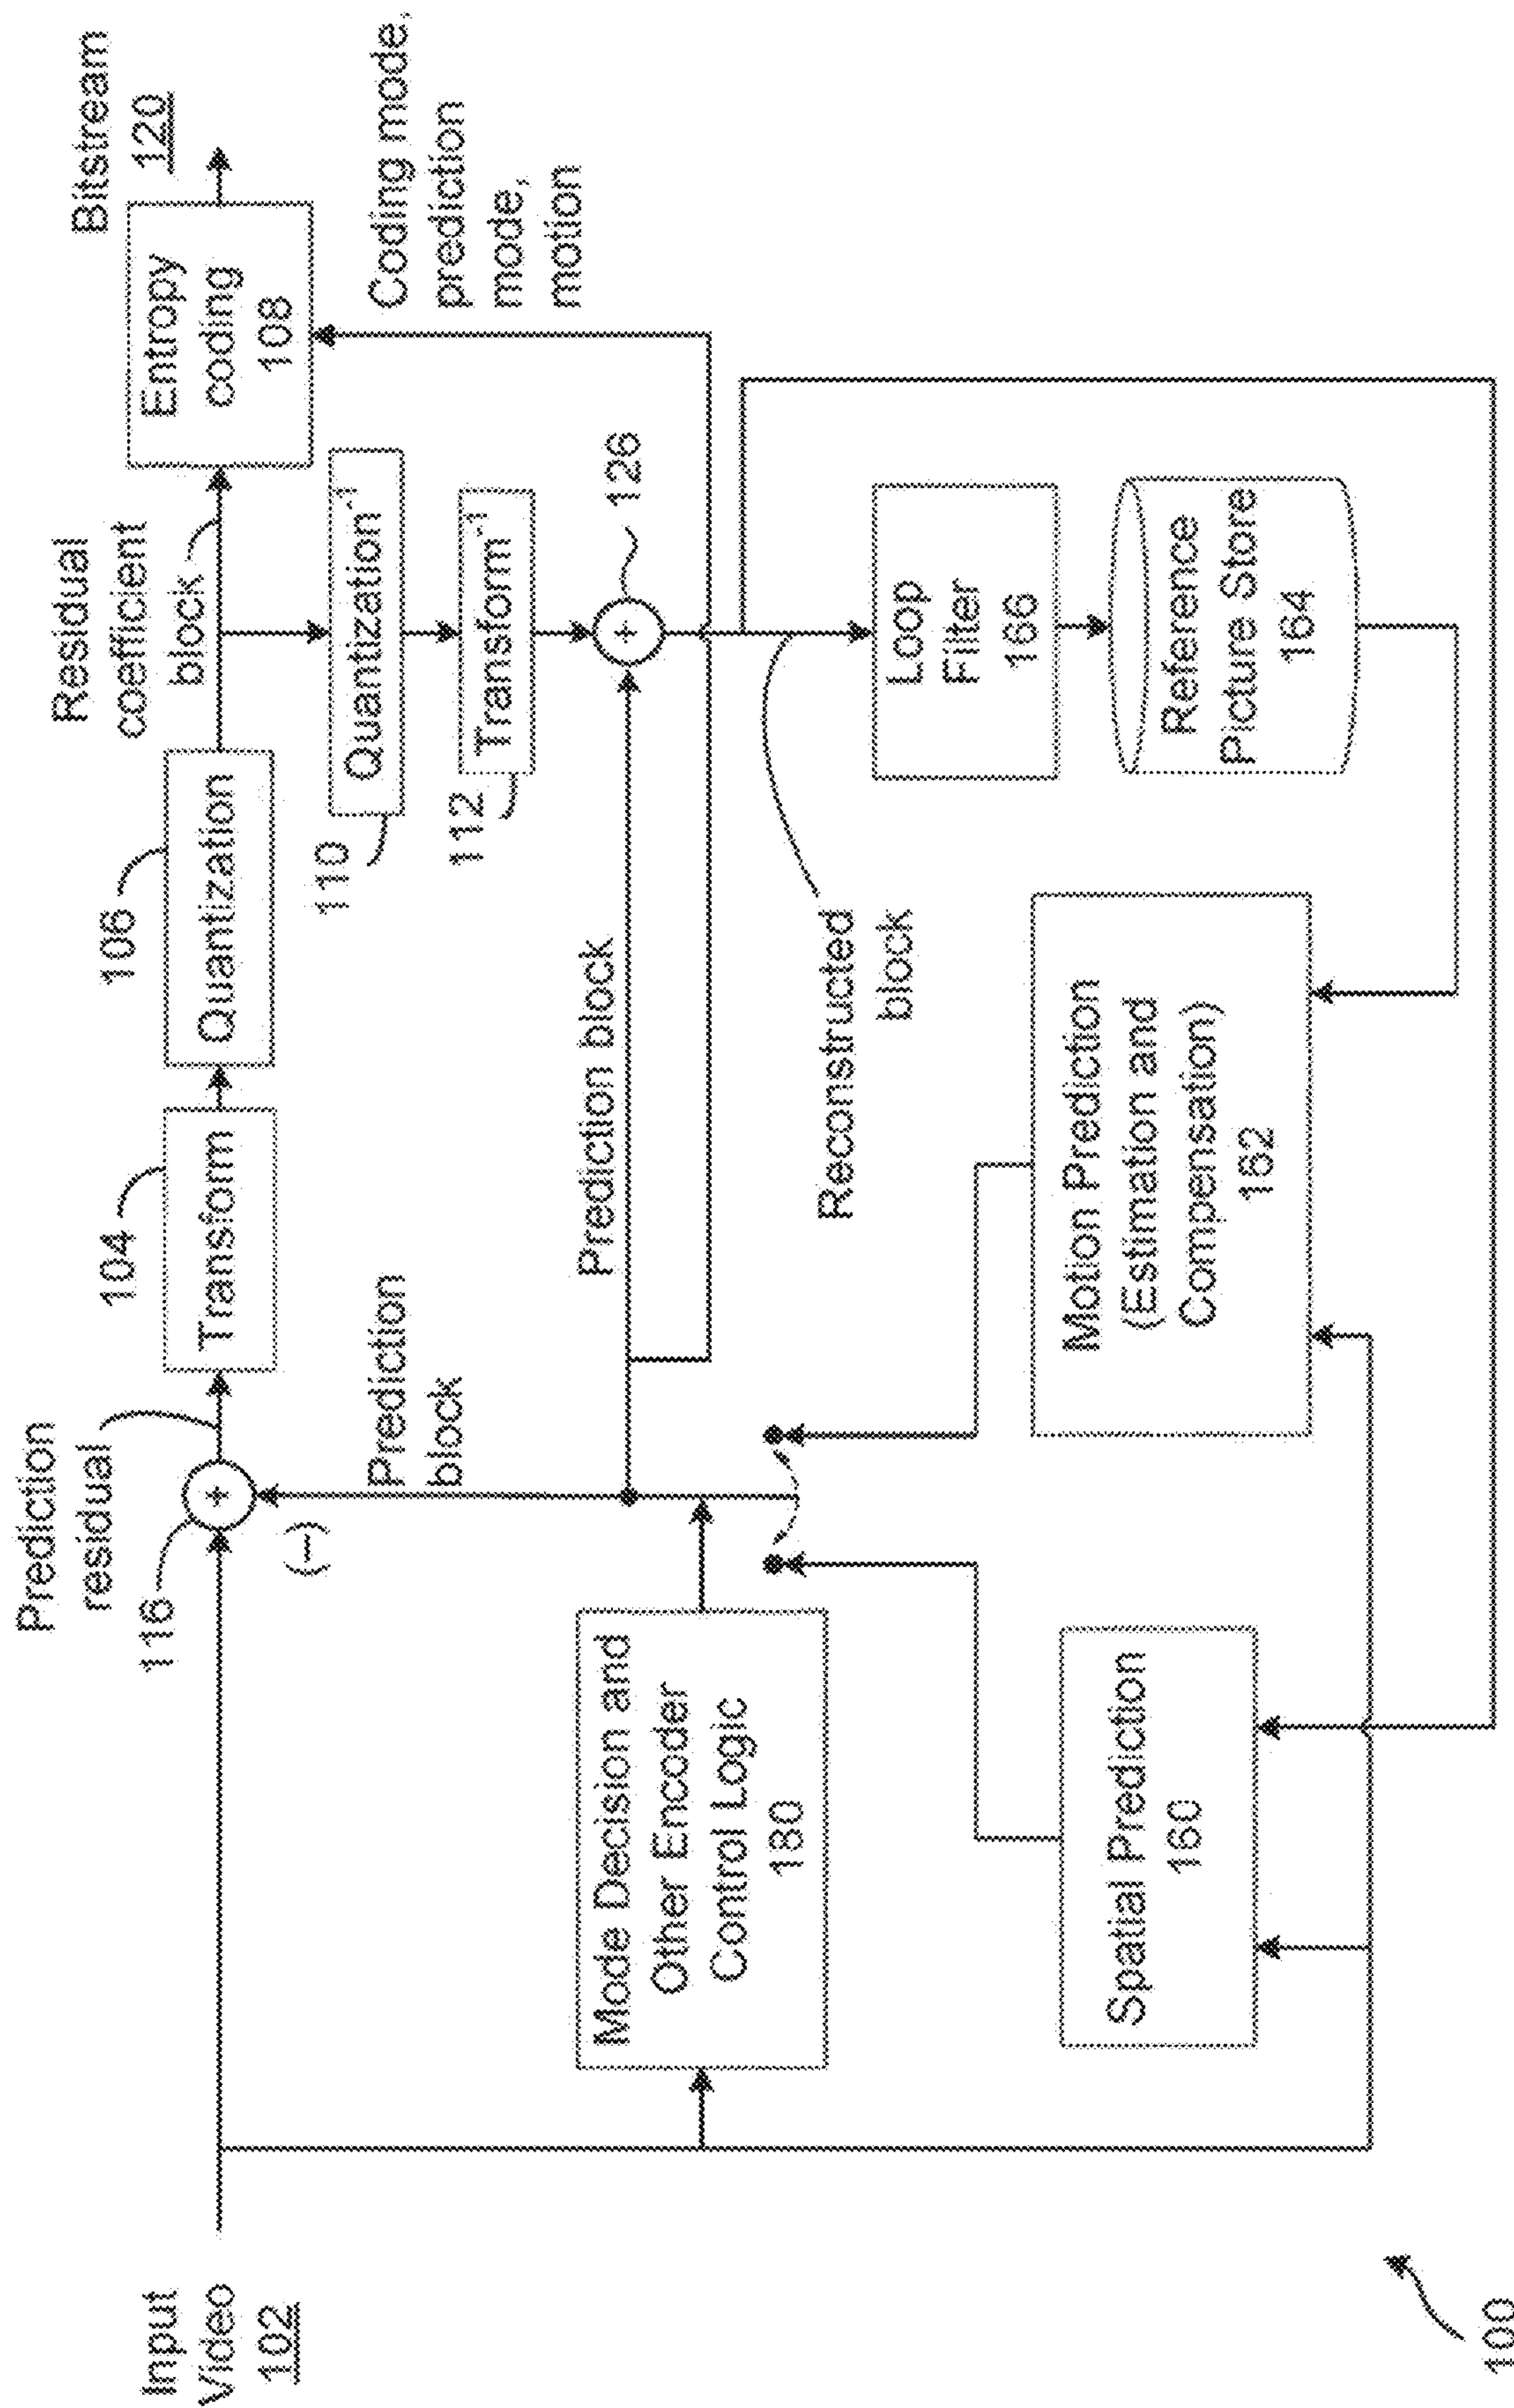 Input
Video
102
Prediction
residual
116
(–)
Transform
104
Quantization
106
Residual
coefficient
block
Entropy
coding
108
Bitstream
120
Coding mode,
prediction
mode,
motion
Quantization-1
110
Transform-1
112
126
Prediction
block
Prediction block
Mode Decision and
Other Encoder
Control Logic
180
Reconstructed
block
Loop
Filter
166
Reference
Picture Store
164
Spatial Prediction
160
Motion Prediction
(Estimation and
Compensation)
162
100